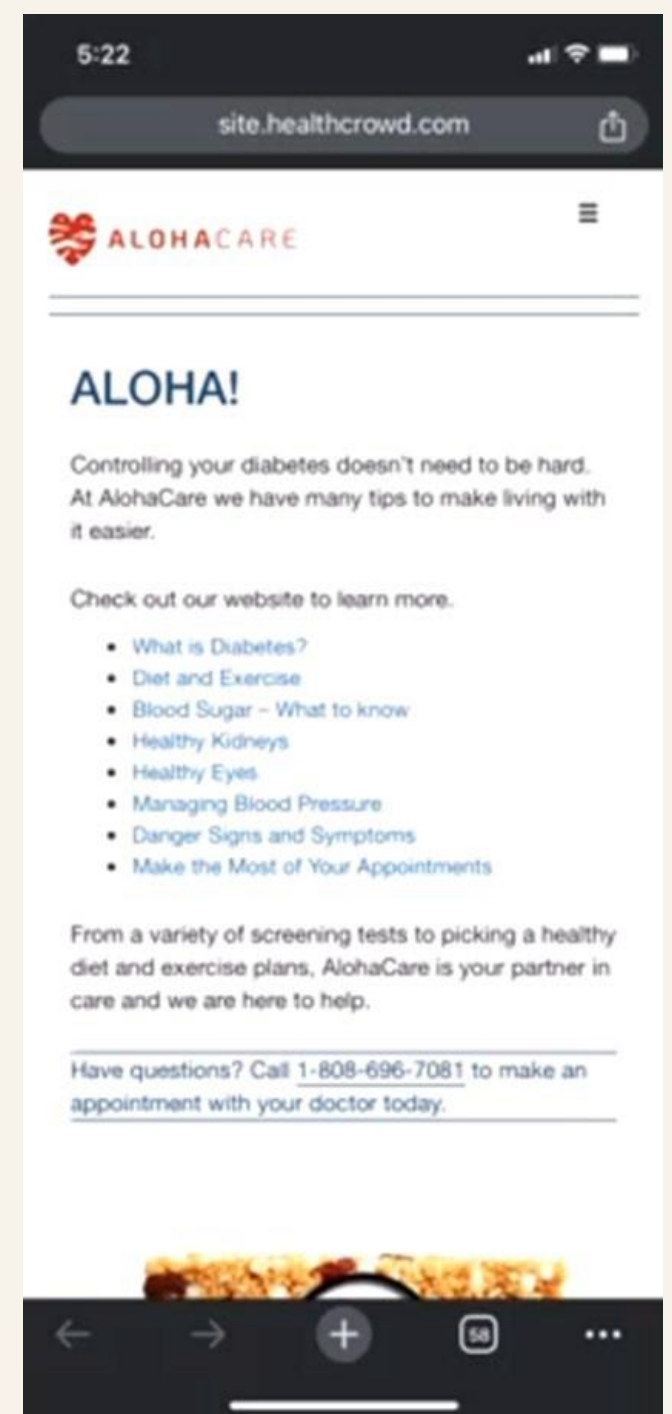 5:22
site.healthcrowd.com
ALOHACARE
ALOHA!
Controlling your diabetes doesn't need to be hard.
At AlohaCare we have many tips to make living with
it easier.
Check out our website to learn more.
• What is Diabetes?
• Diet and Exercise
• Blood Sugar – What to know
• Healthy Kidneys
• Healthy Eyes
• Managing Blood Pressure
• Danger Signs and Symptoms
• Make the Most of Your Appointments
From a variety of screening tests to picking a healthy
diet and exercise plans, AlohaCare is your partner in
care and we are here to help.
Have questions? Call 1-808-696-7081 to make an
appointment with your doctor today.
58